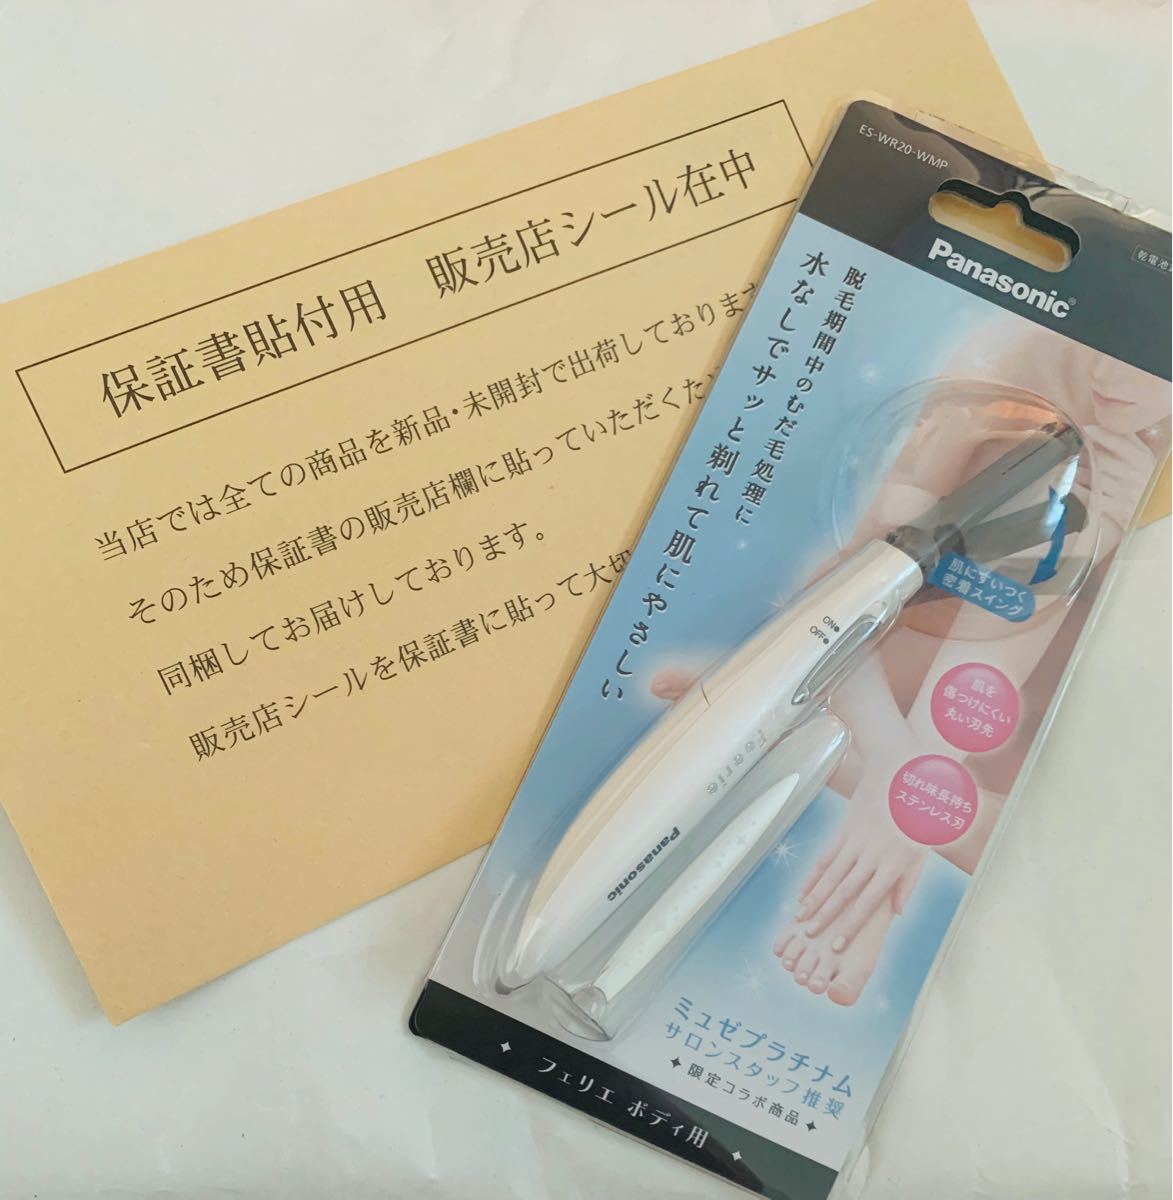 保証書貼付用　販売店シール在中
当店では全ての商品を新品・未開封で出荷しております
そのため保証書の販売店欄に貼っていただくた
同梱してお届けしております。
販売店シールを保証書に貼って大切
ES-WR20-WMP
Panasonic
乾電池
脱毛期間中のむだ毛処理に
水なしでサッと剃れて肌にやさしい
肌にすいつく
密着スイング
ON
OFF
肌を
傷つけにくい
丸い刃先
切れ味長持ち
ステンレス刃
Ferrie
Panasonic
ミュゼプラチナム
サロンスタッフ推奨
限定コラボ商品
フェリエ ボディ用